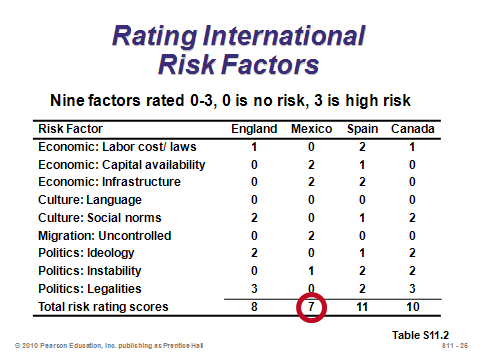 Rating International
Risk Factors
Nine factors rated 0-3, 0 is no risk, 3 is high risk
Risk Factor England Mexico Spain Canada
Economic: Labor cost/ laws 1 0 2 1
Economic: Capital availability 0 2 1 0
Economic: Infrastructure 0 2 2 0
Culture: Language 0 0 0 0
Culture: Social norms 2 0 1 2
Migration: Uncontrolled 0 2 0 0
Politics: Ideology 2 0 1 2
Politics: Instability 0 1 2 2
Politics: Legalities 3 0 2 3
Total risk rating scores 8 7 11 10
Table S11.2
© 2010 Pearson Education, Inc. publishing as Prentice Hall S11 - 25